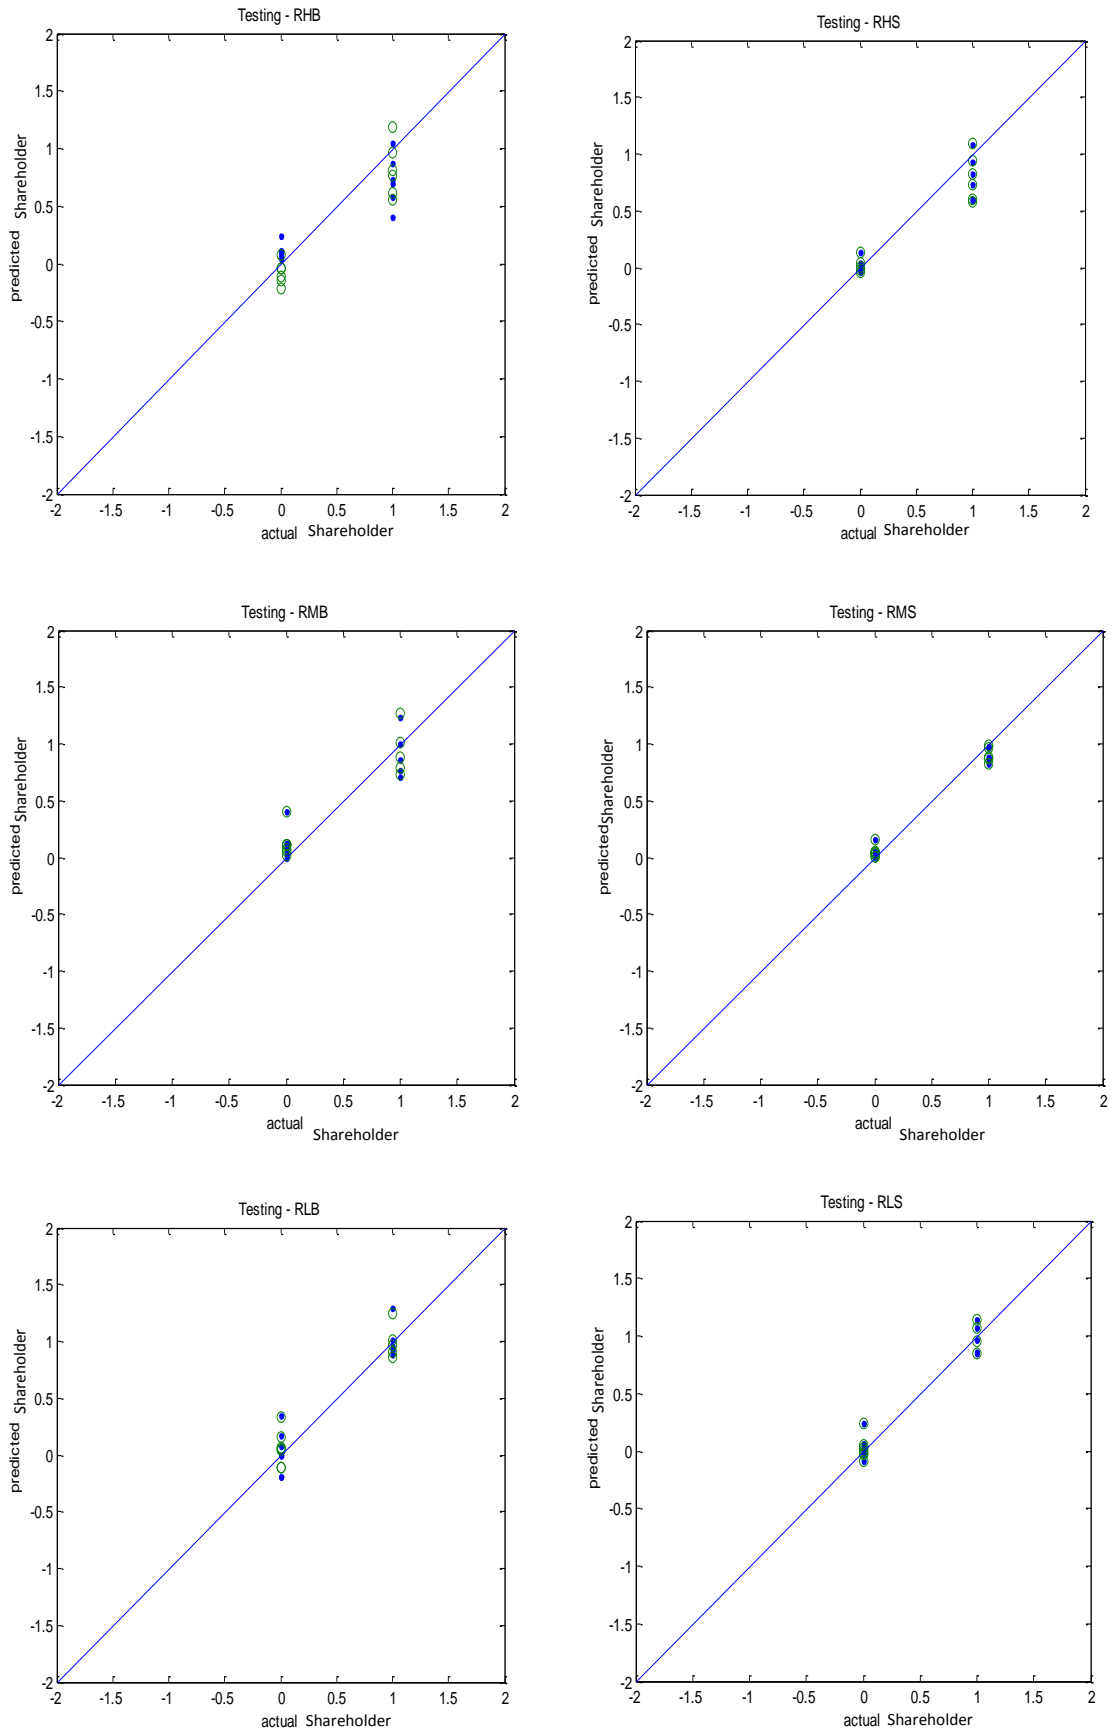 Testing - RHB
2
1.5
1
0.5
0
-0.5
-1
-1.5
-2
predicted Shareholder
-2 -1.5 -1 -0.5 0 0.5 1 1.5 2
actual Shareholder
Testing - RHS
2
1.5
1
0.5
0
-0.5
-1
-1.5
-2
predicted Shareholder
-2 -1.5 -1 -0.5 0 0.5 1 1.5 2
actual Shareholder
Testing - RMB
2
1.5
1
0.5
0
-0.5
-1
-1.5
-2
predicted Shareholder
-2 -1.5 -1 -0.5 0 0.5 1 1.5 2
actual Shareholder
Testing - RMS
2
1.5
1
0.5
0
-0.5
-1
-1.5
-2
predicted Shareholder
-2 -1.5 -1 -0.5 0 0.5 1 1.5 2
actual Shareholder
Testing - RLB
2
1.5
1
0.5
0
-0.5
-1
-1.5
-2
predicted Shareholder
-2 -1.5 -1 -0.5 0 0.5 1 1.5 2
actual Shareholder
Testing - RLS
2
1.5
1
0.5
0
-0.5
-1
-1.5
-2
predicted Shareholder
-2 -1.5 -1 -0.5 0 0.5 1 1.5 2
actual Shareholder